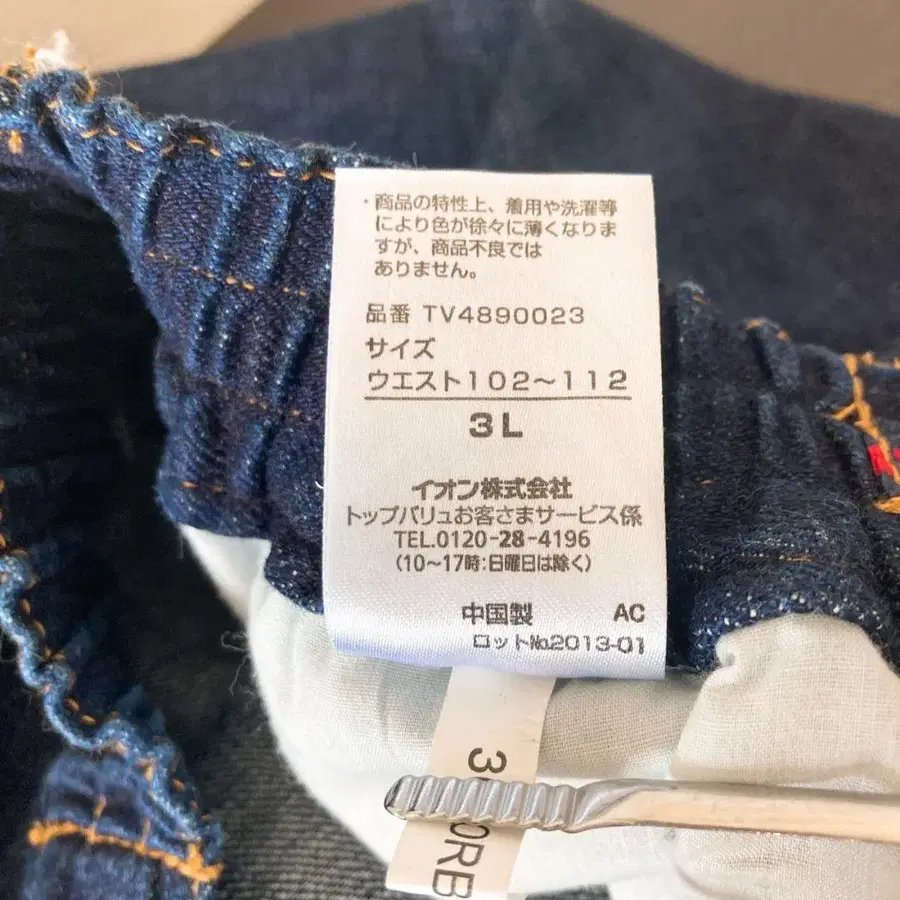 ・商品の特性上、着用や洗濯等
により色が徐々に薄くなりま
すが、商品不良では
ありません。
品番 TV4890023
サイズ
ウエスト102～112
3L
イオン株式会社
トップバリュお客さまサービス係
TEL.0120-28-4196
(10～17時:日曜日は除く)
中国製 AC
ロットNo.2013-01